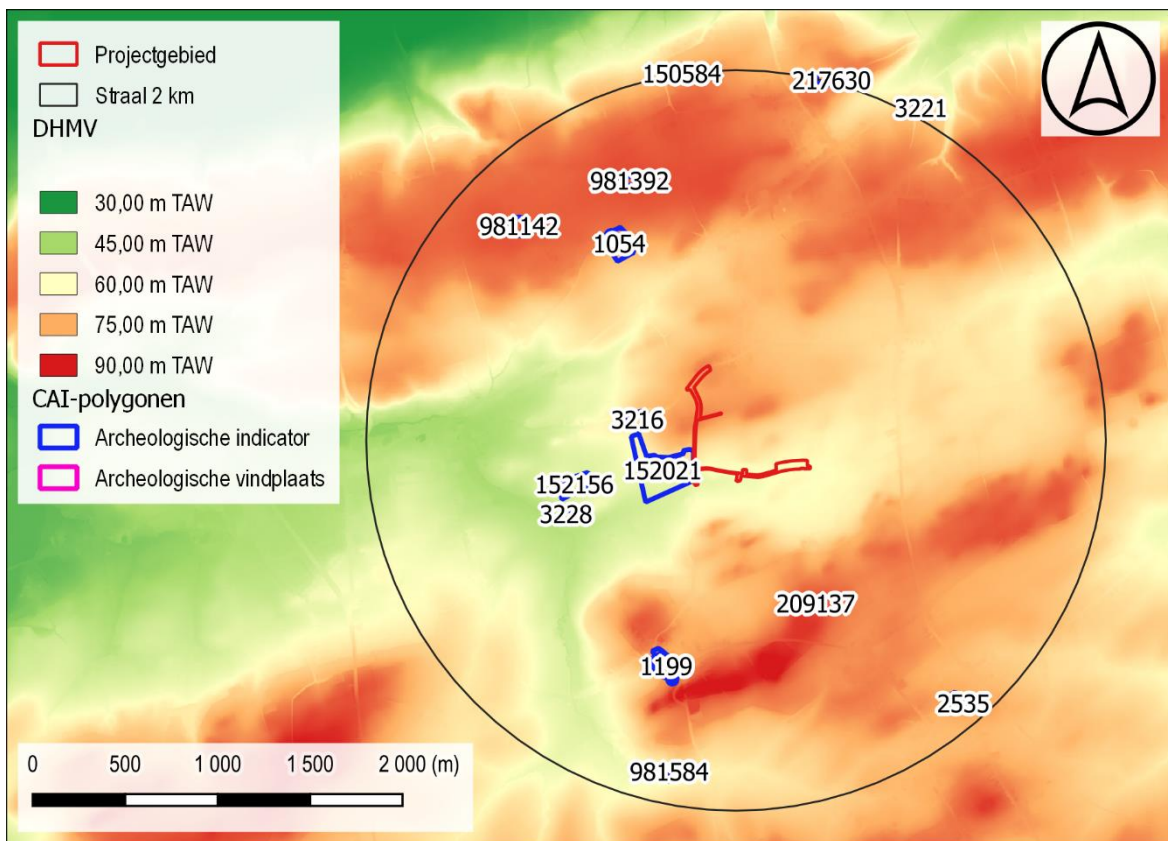 Projectgebied
Straal 2 km
DHMV
30,00 m TAW
45,00 m TAW
60,00 m TAW
75,00 m TAW
90,00 m TAW
CAI-polygonen
Archeologische indicator
Archeologische vindplaats
150584
217630
3221
981392
981142
1054
3216
152021
152156
3228
209137
1199
2535
981584
0 500 1 000 1 500 2 000 (m)